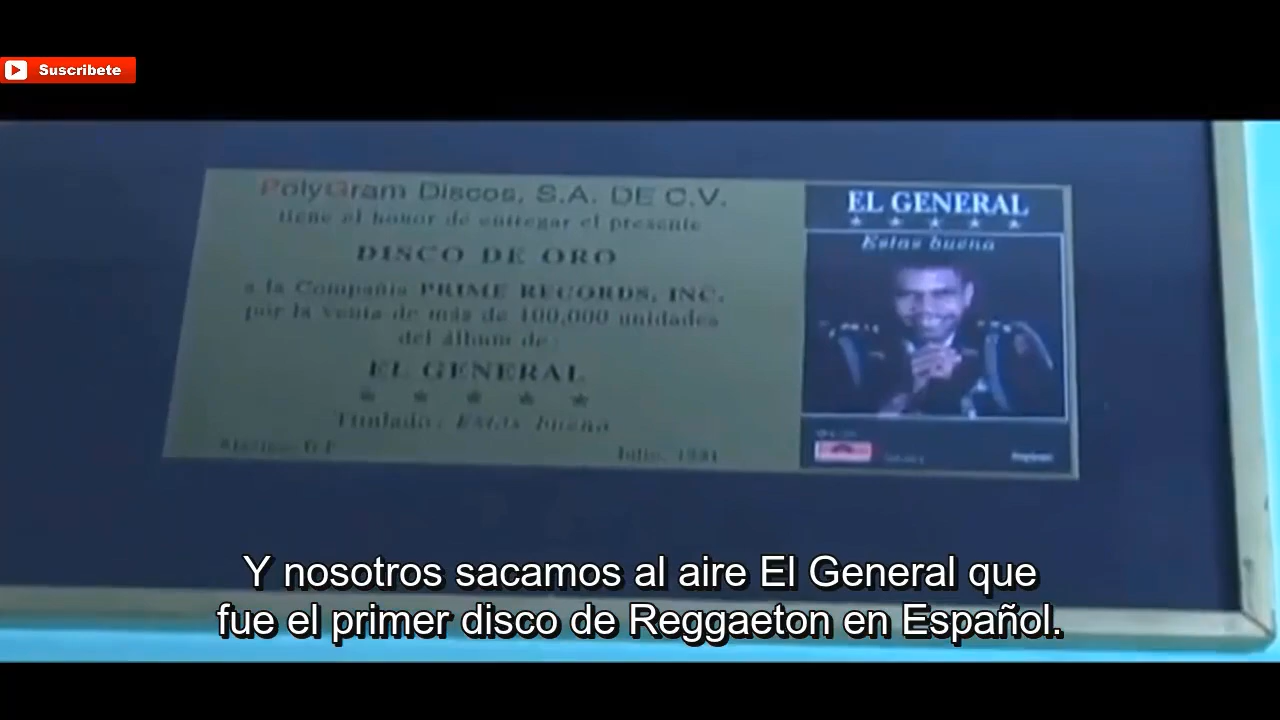 Suscribete
PolyGram Discos, S.A. DE C.V.
tiene el honor de entregar el presente
DISCO DE ORO
a la Compañia PRIME RECORDS, INC.
por la venta de más de 100,000 unidades
del álbum de:
EL GENERAL
Titulado: Estas buena
Julio, 1991
EL GENERAL
Estas buena
Y nosotros sacamos al aire El General que
fue el primer disco de Reggaeton en Español.